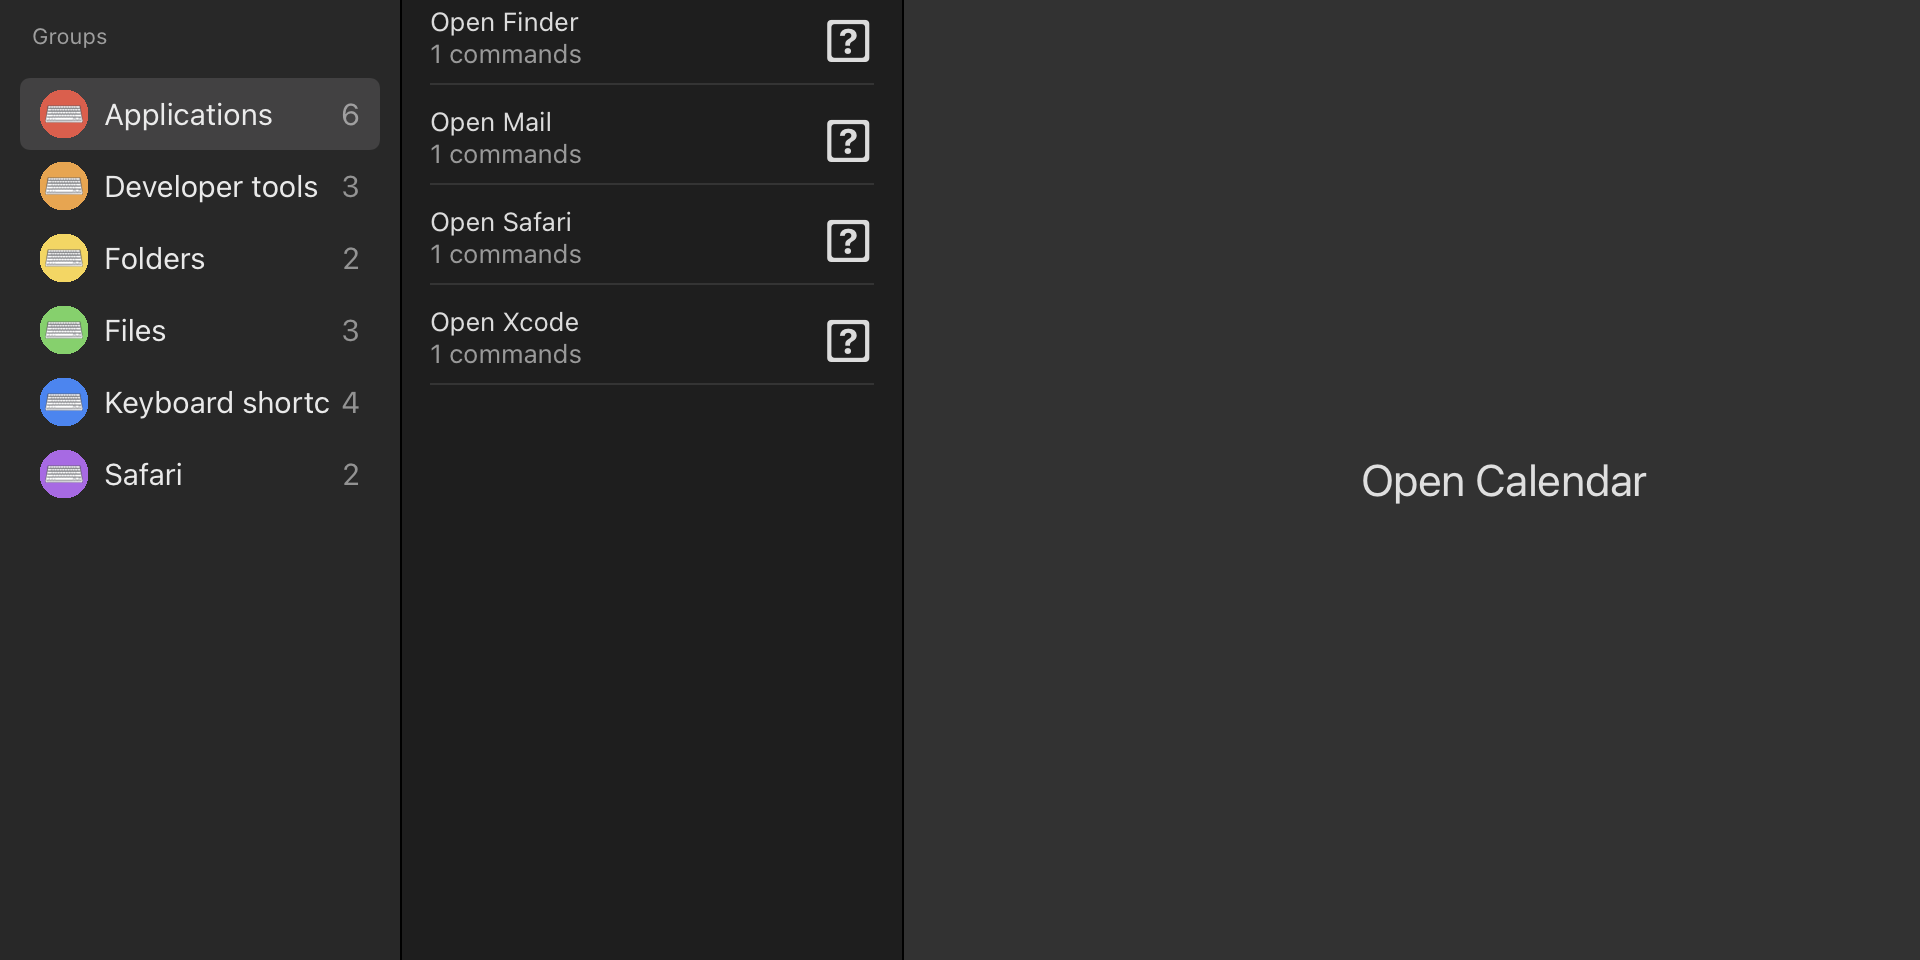 Groups
Applications 6
Developer tools 3
Folders 2
Files 3
Keyboard shortc 4
Safari 2
Open Finder
1 commands
?
Open Mail
1 commands
?
Open Safari
1 commands
?
Open Xcode
1 commands
?
Open Calendar